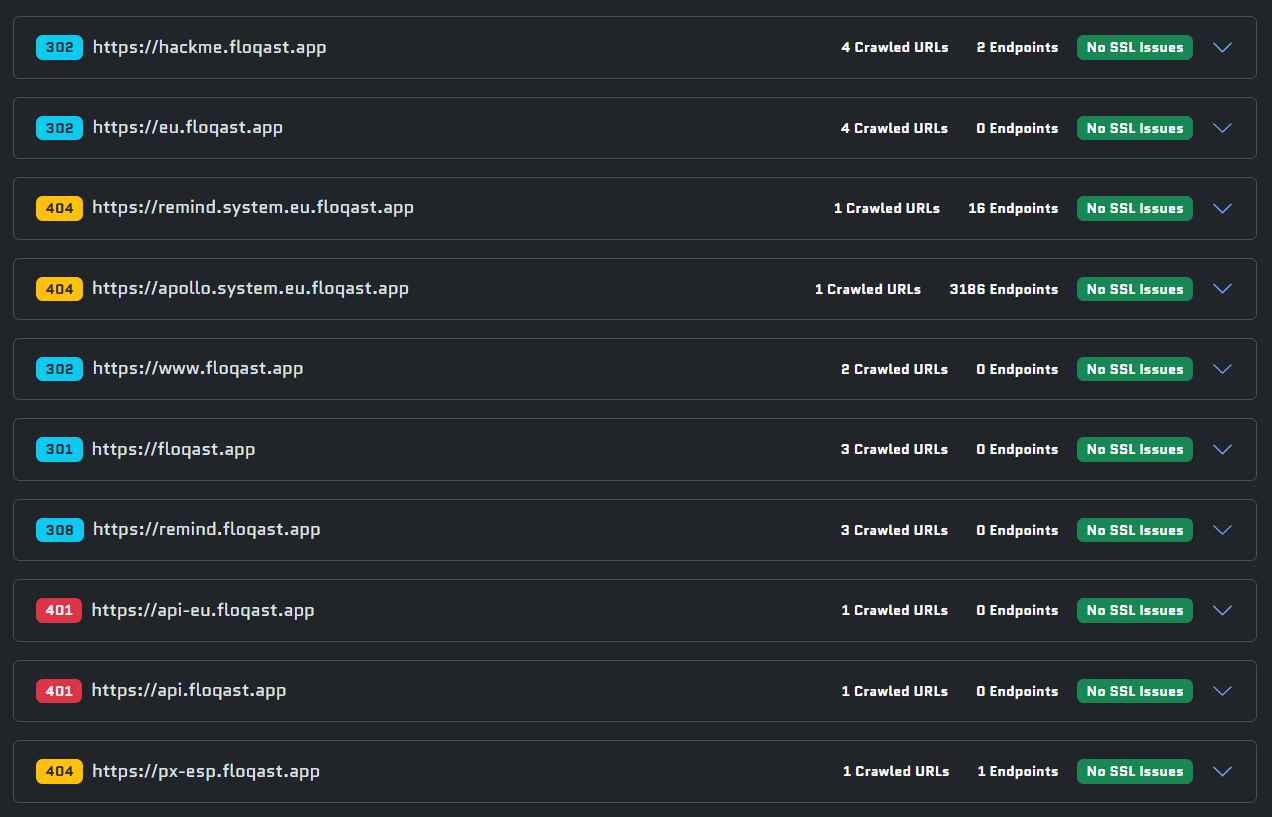 302 https://hackme.floqast.app 4 Crawled URLs 2 Endpoints No SSL Issues
302 https://eu.floqast.app 4 Crawled URLs 0 Endpoints No SSL Issues
404 https://remind.system.eu.floqast.app 1 Crawled URLs 16 Endpoints No SSL Issues
404 https://apollo.system.eu.floqast.app 1 Crawled URLs 3186 Endpoints No SSL Issues
302 https://www.floqast.app 2 Crawled URLs 0 Endpoints No SSL Issues
301 https://floqast.app 3 Crawled URLs 0 Endpoints No SSL Issues
308 https://remind.floqast.app 3 Crawled URLs 0 Endpoints No SSL Issues
401 https://api-eu.floqast.app 1 Crawled URLs 0 Endpoints No SSL Issues
401 https://api.floqast.app 1 Crawled URLs 0 Endpoints No SSL Issues
404 https://px-esp.floqast.app 1 Crawled URLs 1 Endpoints No SSL Issues